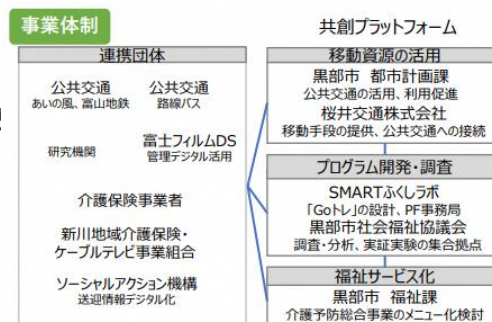 事業体制
共創プラットフォーム
連携団体
公共交通
あいの風、富山地鉄
公共交通
路線バス
研究機関
富士フィルムDS
管理デジタル活用
介護保険事業者
新川地域介護保険・
ケーブルテレビ事業組合
ソーシャルアクション機構
送迎情報デジタル化
移動資源の活用
黒部市 都市計画課
公共交通の活用、利用促進
桜井交通株式会社
移動手段の提供、公共交通への接続
プログラム開発・調査
SMARTふくしラボ
「Goトレ」の設計、PF事務局
黒部市社会福祉協議会
調査・分析、実証実験の集合拠点
福祉サービス化
黒部市 福祉課
介護予防総合事業のメニュー化検討